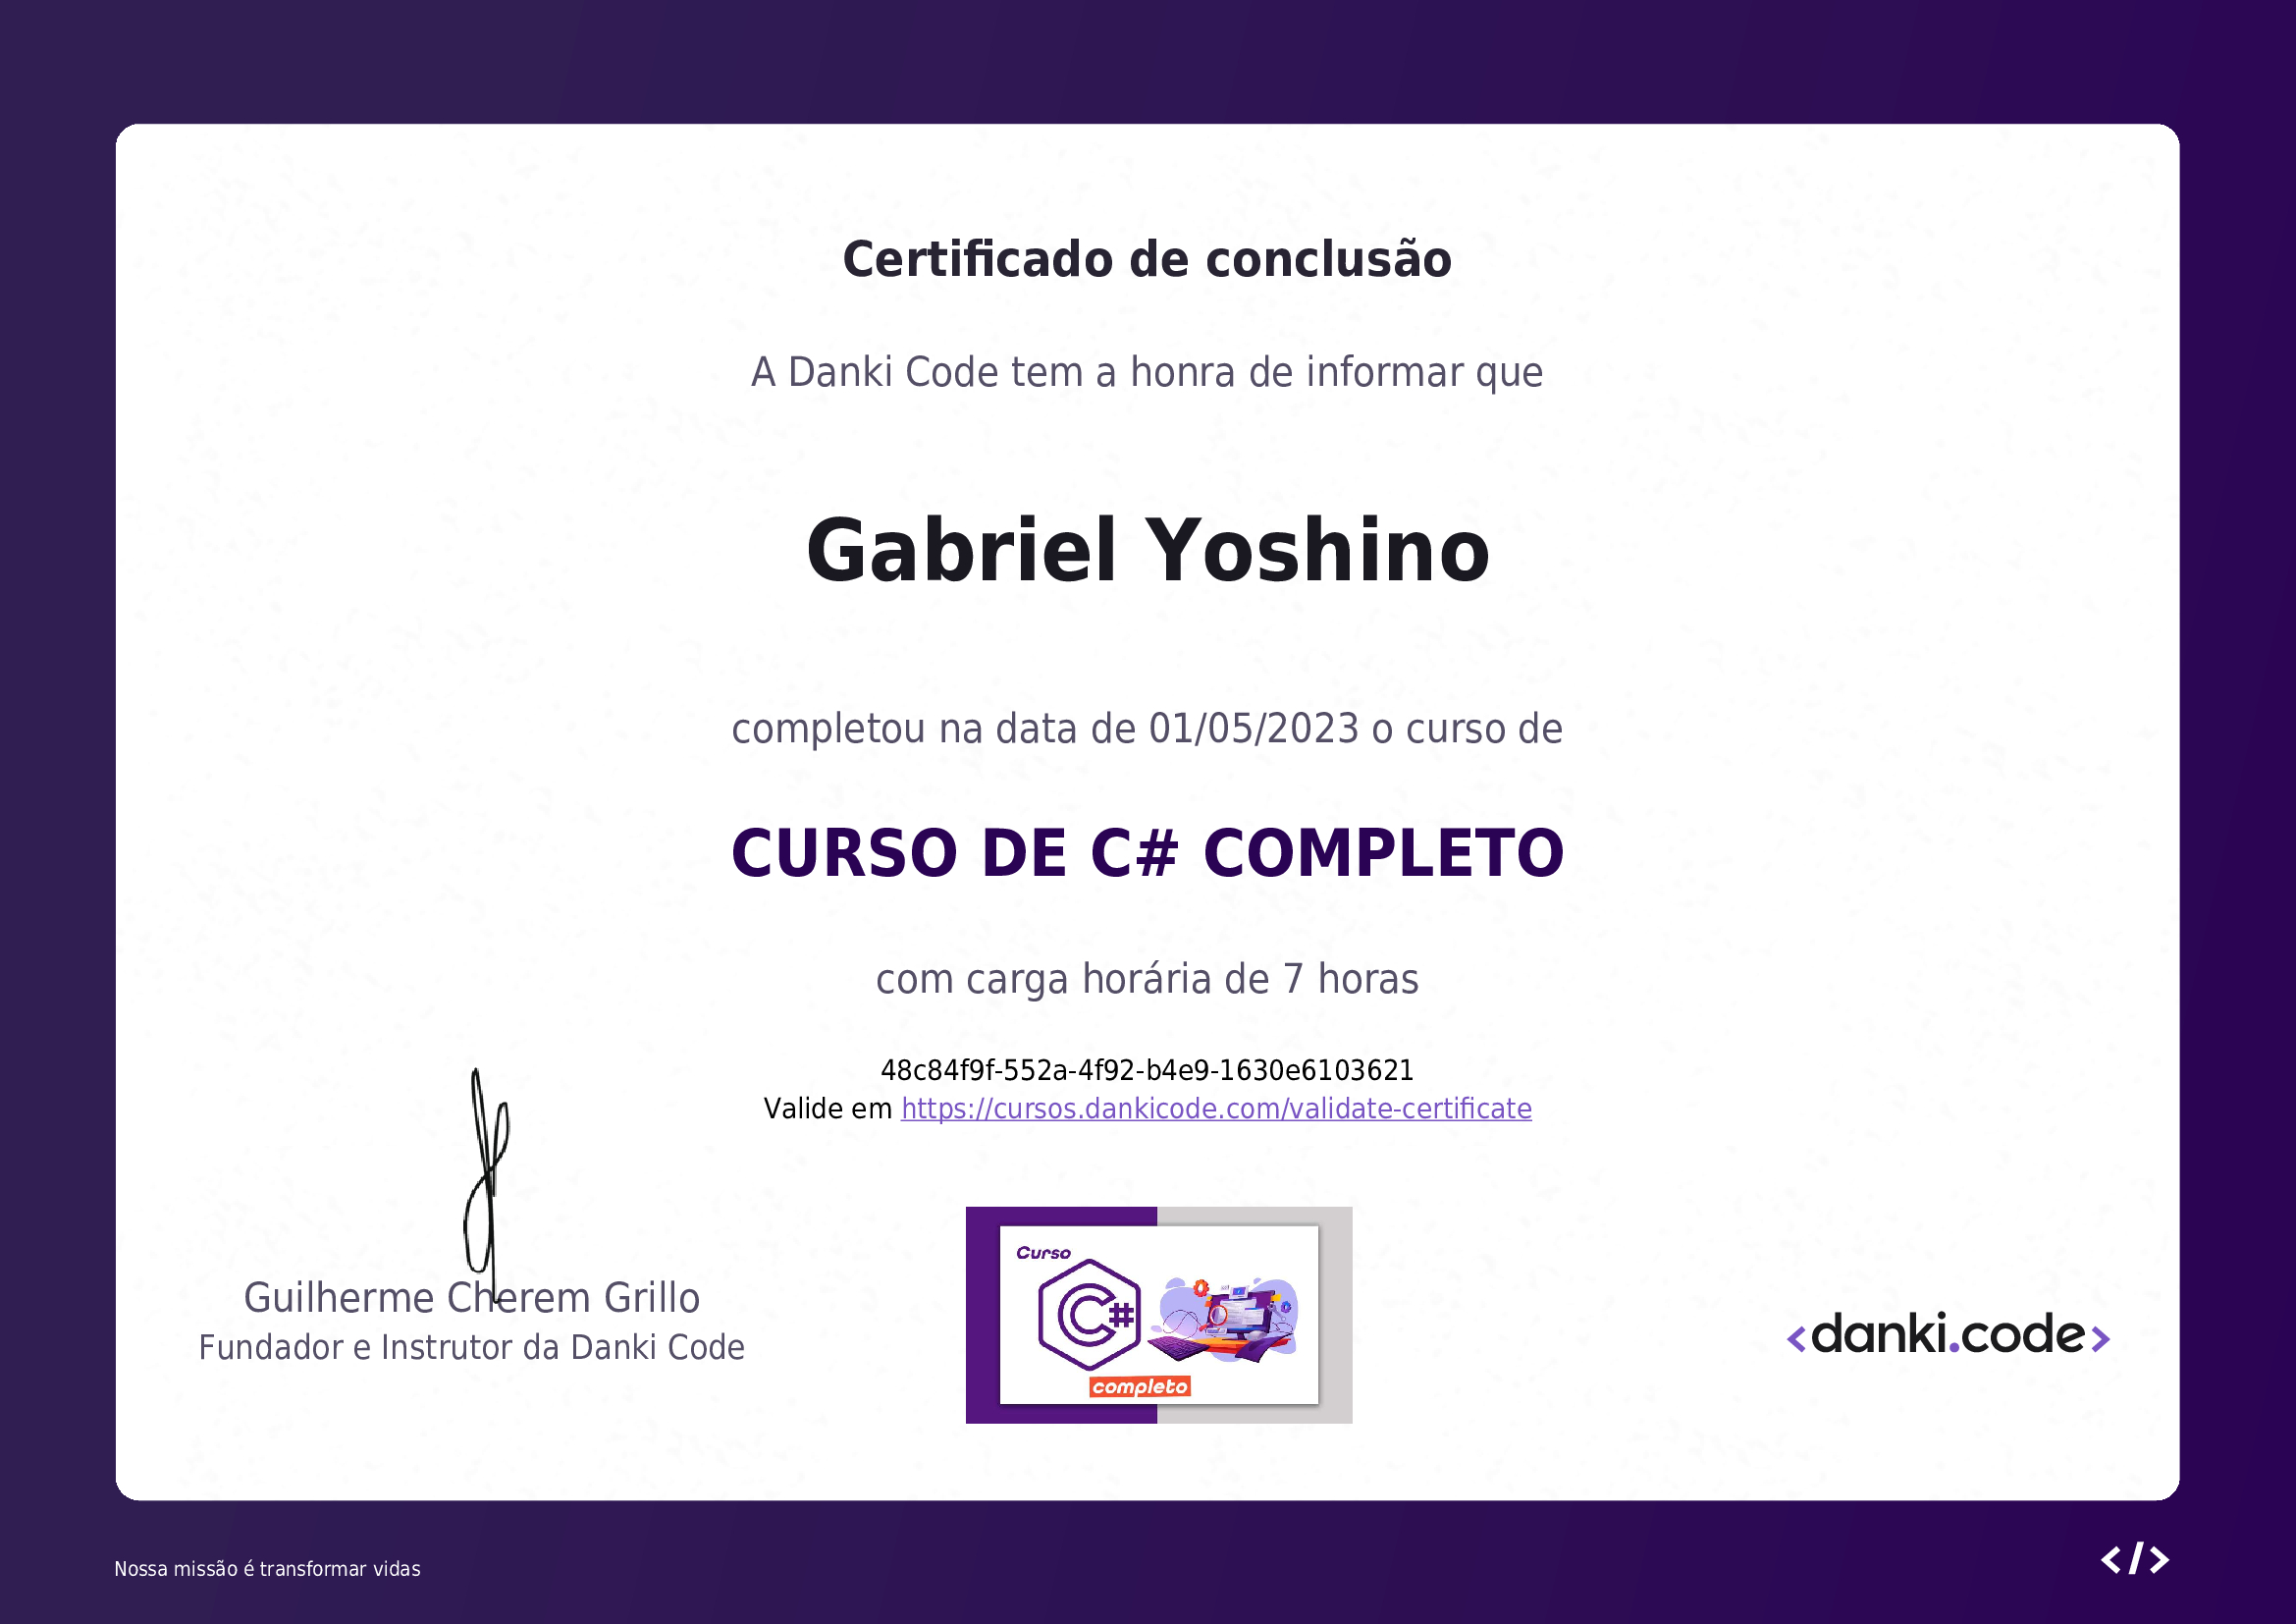 Certificado de conclusão
A Danki Code tem a honra de informar que
Gabriel Yoshino
completou na data de 01/05/2023 o curso de
CURSO DE C# COMPLETO
com carga horária de 7 horas
48c84f9f-552a-4f92-b4e9-1630e6103621
Valide em https://cursos.dankicode.com/validate-certificate
Guilherme Cherem Grillo
Fundador e Instrutor da Danki Code
Curso
C#
completo
<danki.code>
Nossa missão é transformar vidas
</>